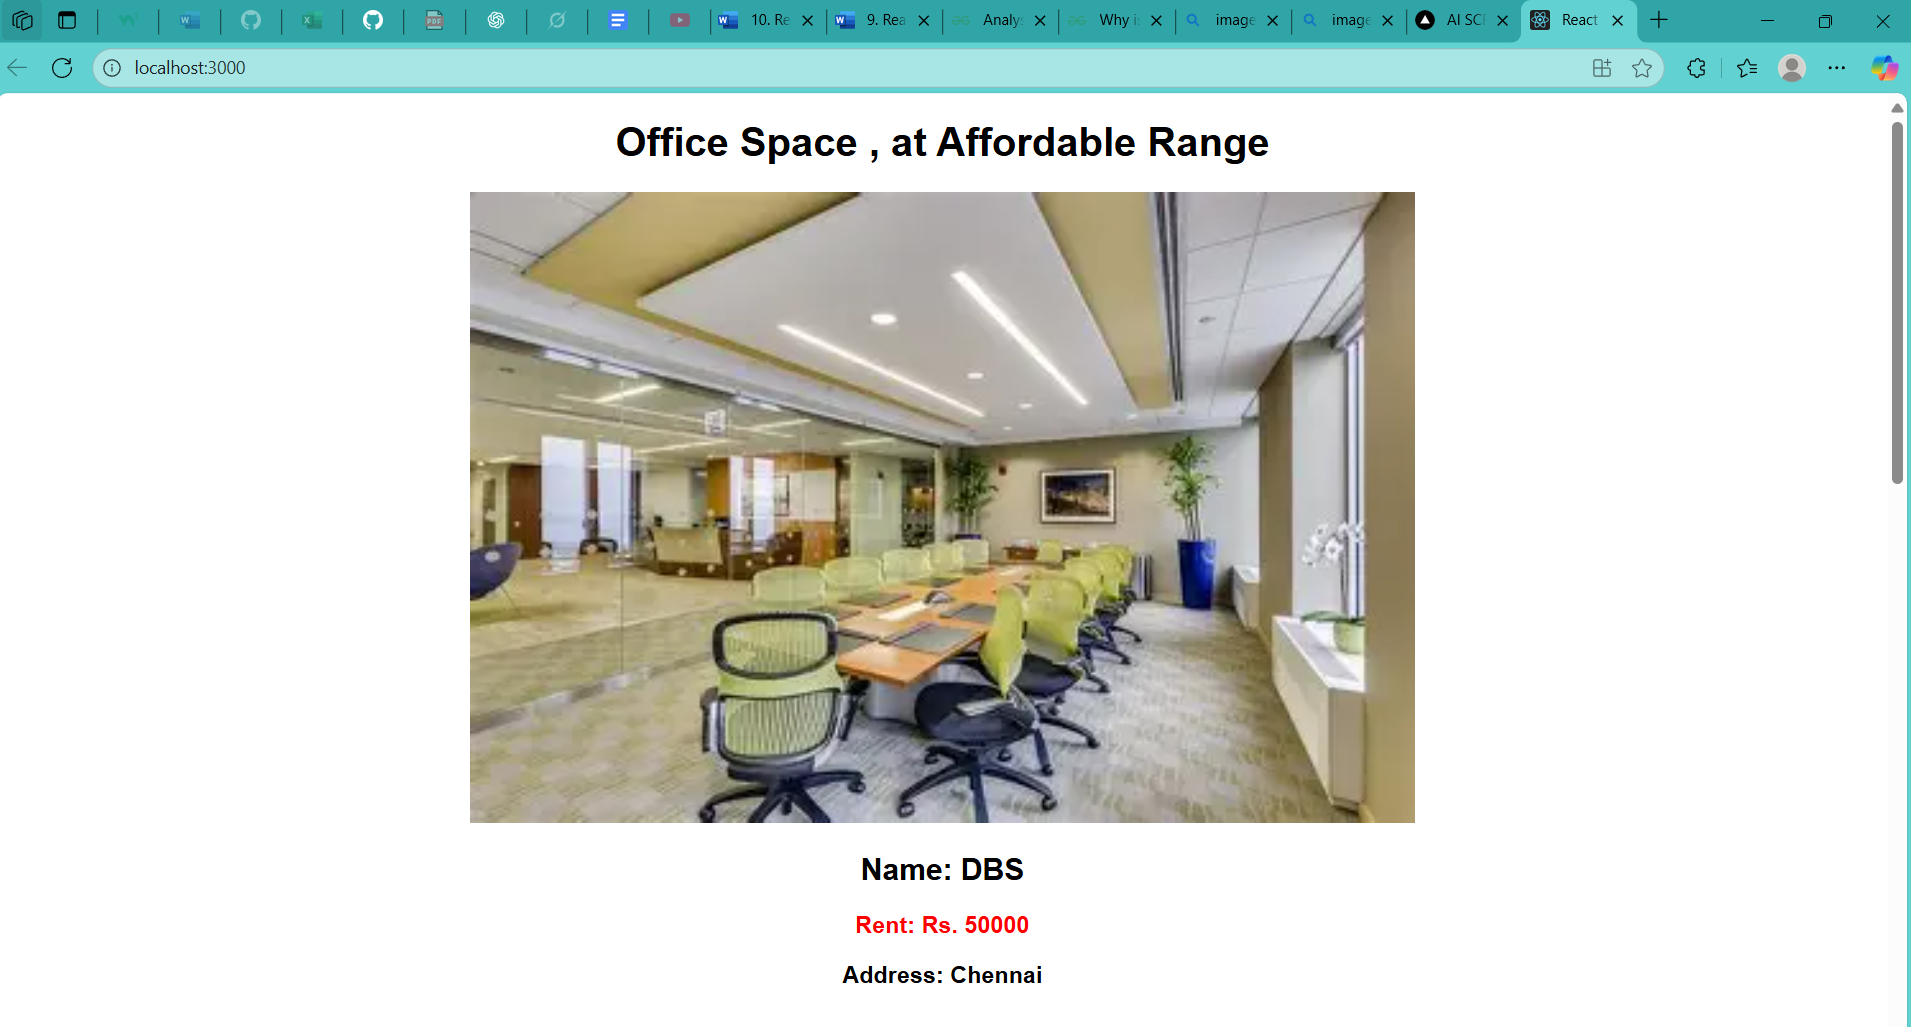 10. Re
9. Rea
Analy
Why i
image
image
AI SC
React
localhost:3000
Office Space , at Affordable Range
Name: DBS
Rent: Rs. 50000
Address: Chennai